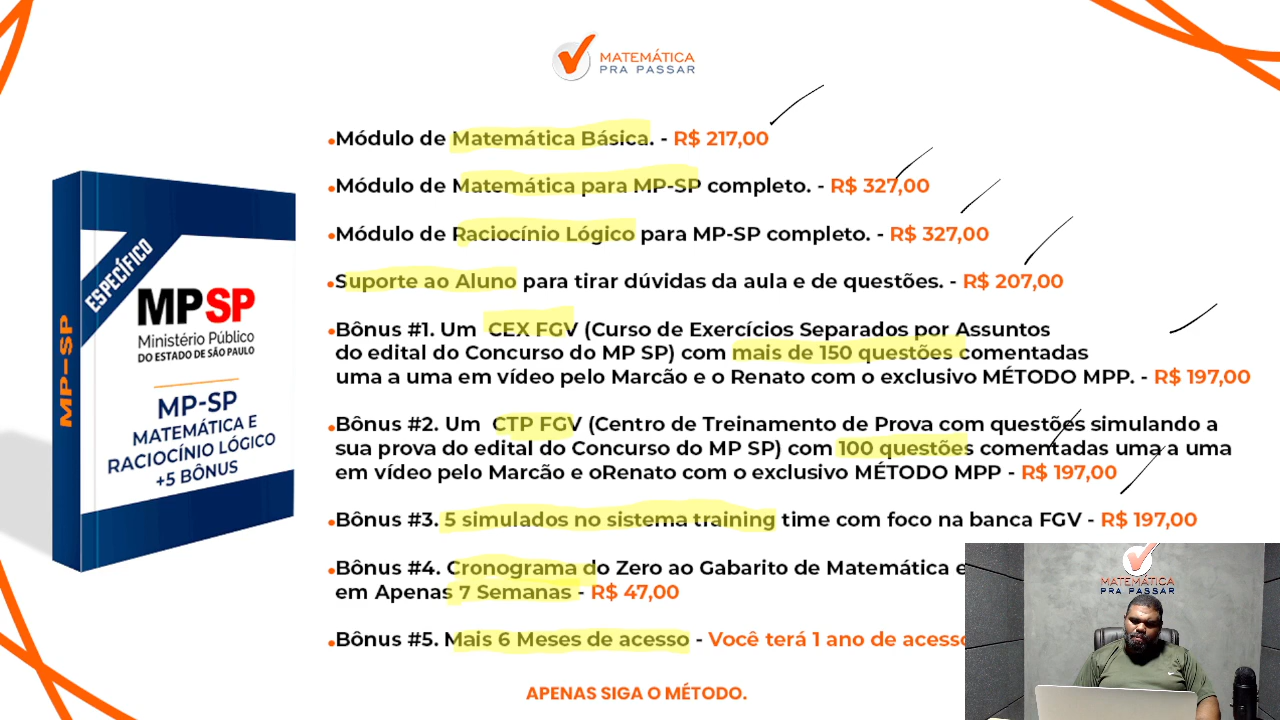 MATEMÁTICA
PRA PASSAR
•Módulo de Matemática Básica. - R$ 217,00
•Módulo de Matemática para MP-SP completo. - R$ 327,00
•Módulo de Raciocínio Lógico para MP-SP completo. - R$ 327,00
•Suporte ao Aluno para tirar dúvidas da aula e de questões. - R$ 207,00
•Bônus #1. Um CEX FGV (Curso de Exercícios Separados por Assuntos
do edital do Concurso do MP SP) com mais de 150 questões comentadas
uma a uma em vídeo pelo Marcão e o Renato com o exclusivo MÉTODO MPP. - R$ 197,00
•Bônus #2. Um CTP FGV (Centro de Treinamento de Prova com questões simulando a
sua prova do edital do Concurso do MP SP) com 100 questões comentadas uma a uma
em vídeo pelo Marcão e oRenato com o exclusivo MÉTODO MPP - R$ 197,00
•Bônus #3. 5 simulados no sistema training time com foco na banca FGV - R$ 197,00
•Bônus #4. Cronograma do Zero ao Gabarito de Matemática e
em Apenas 7 Semanas - R$ 47,00
•Bônus #5. Mais 6 Meses de acesso - Você terá 1 ano de acesso
APENAS SIGA O MÉTODO.
ESPECÍFICO
MPSP
Ministério Público
DO ESTADO DE SÃO PAULO
MP-SP
MATEMÁTICA E
RACIOCÍNIO LÓGICO
+5 BÔNUS
MP-SP
MATEMÁTICA
PRA PASSAR